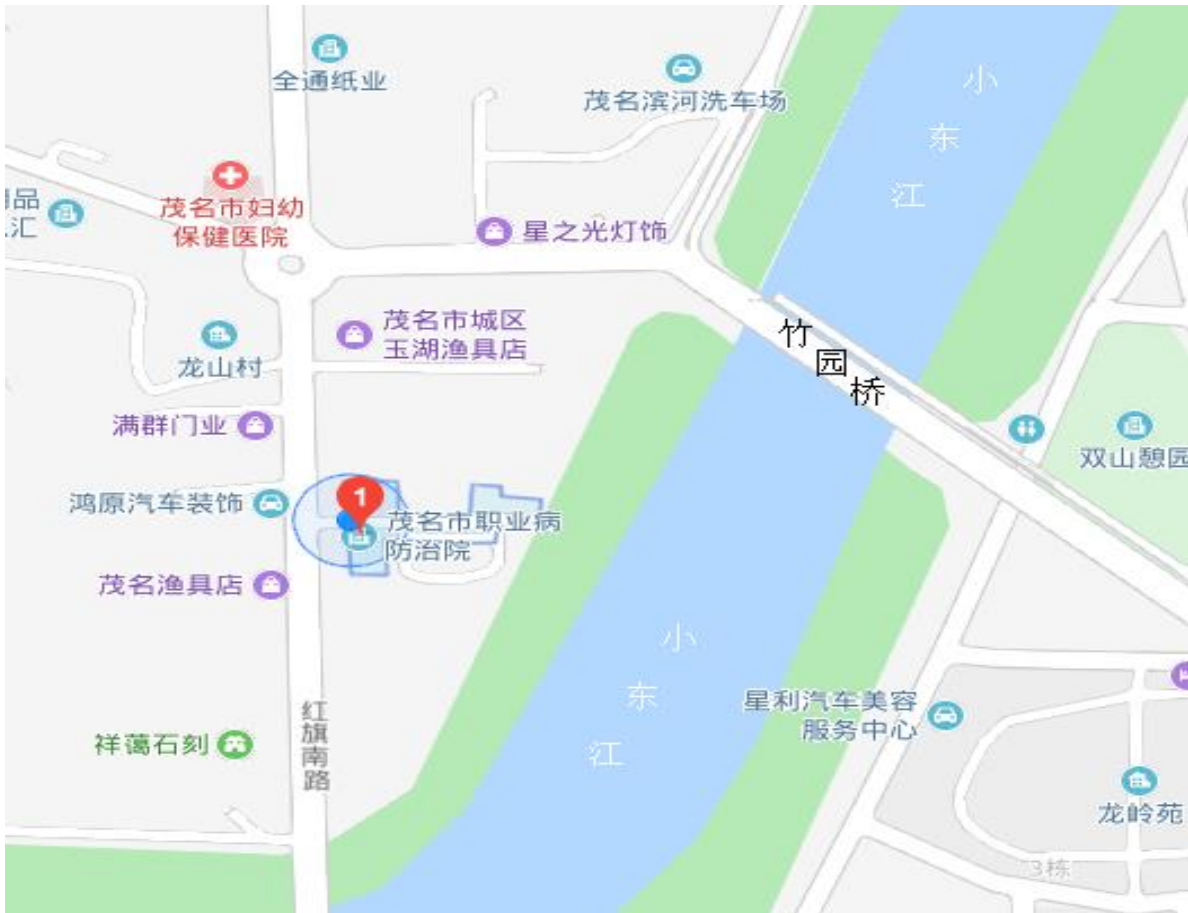 全通纸业
茂名滨河洗车场
小
东
江
茂名市妇幼
保健医院
品
汇
星之光灯饰
茂名市城区
玉湖渔具店
龙山村
竹
园
桥
满群门业
双山憩园
鸿原汽车装饰
1
茂名市职业病
防治院
茂名渔具店
小
东
江
红
旗
南
路
祥蔼石刻
星利汽车美容
服务中心
龙岭苑
3栋